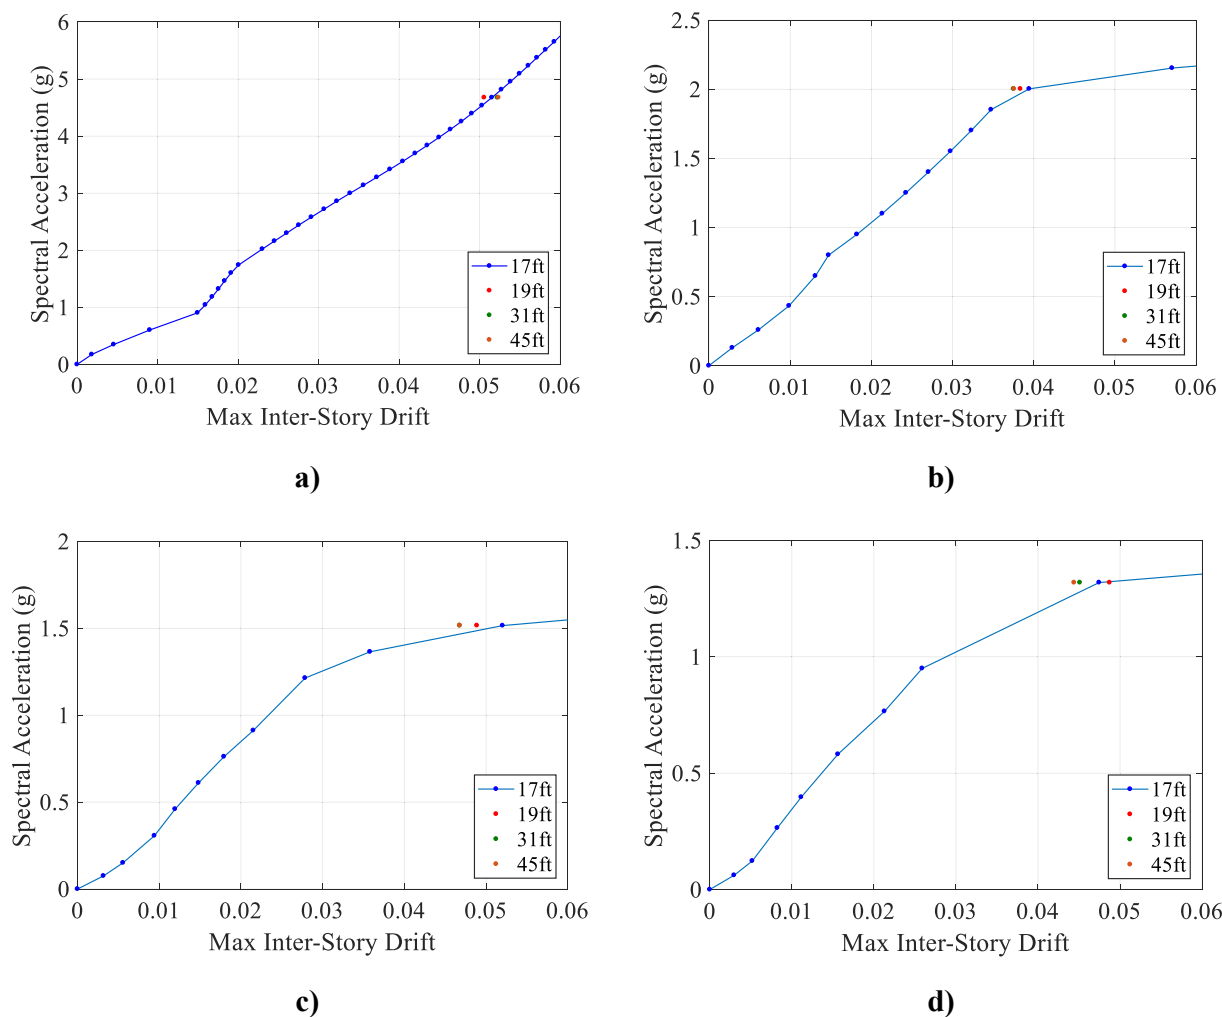 6
5
4
3
2
1
0
Spectral Acceleration (g)
17ft
19ft
31ft
45ft
0 0.01 0.02 0.03 0.04 0.05 0.06
Max Inter-Story Drift
a)
2.5
2
1.5
1
0.5
0
Spectral Acceleration (g)
17ft
19ft
31ft
45ft
0 0.01 0.02 0.03 0.04 0.05 0.06
Max Inter-Story Drift
b)
2
1.5
1
0.5
0
Spectral Acceleration (g)
17ft
19ft
31ft
45ft
0 0.01 0.02 0.03 0.04 0.05 0.06
Max Inter-Story Drift
c)
1.5
1
0.5
0
Spectral Acceleration (g)
17ft
19ft
31ft
45ft
0 0.01 0.02 0.03 0.04 0.05 0.06
Max Inter-Story Drift
d)